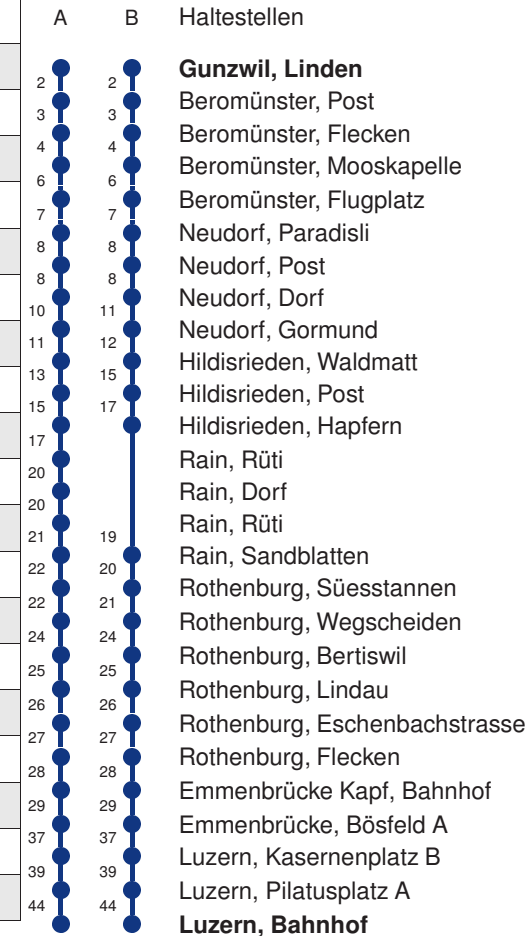 A B Haltestellen
Gunzwil, Linden
2 2 Beromünster, Post
3 3 Beromünster, Flecken
4 4 Beromünster, Mooskapelle
6 6 Beromünster, Flugplatz
7 7 Neudorf, Paradisli
8 8 Neudorf, Post
8 8 Neudorf, Dorf
10 11 Neudorf, Gormund
11 12 Hildisrieden, Waldmatt
13 15 Hildisrieden, Post
15 17 Hildisrieden, Hapfern
17 Rain, Rüti
20 Rain, Dorf
20 Rain, Rüti
21 19 Rain, Sandblatten
22 20 Rothenburg, Süesstannen
22 21 Rothenburg, Wegscheiden
24 24 Rothenburg, Bertiswil
25 25 Rothenburg, Lindau
26 26 Rothenburg, Eschenbachstrasse
27 27 Rothenburg, Flecken
28 28 Emmenbrücke Kapf, Bahnhof
29 29 Emmenbrücke, Bösfeld A
37 37 Luzern, Kasernenplatz B
39 39 Luzern, Pilatusplatz A
44 44 Luzern, Bahnhof